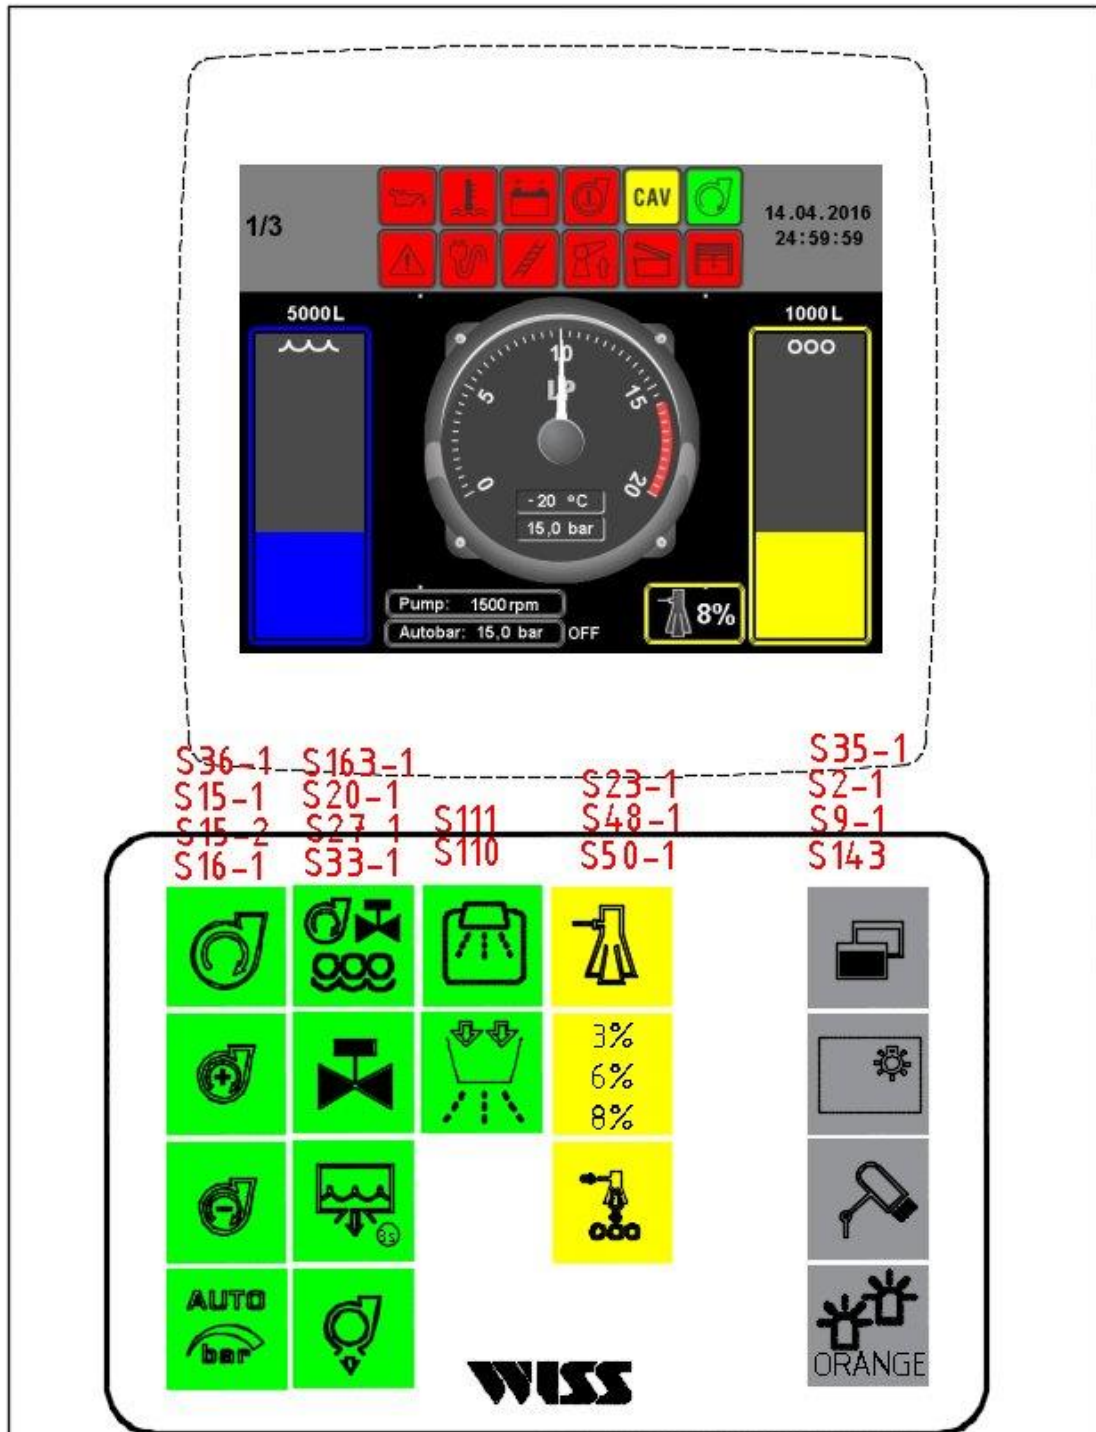 1/3
CAV
14.04.2016
24:59:59
5000L
1000L
0
5
10
15
20
LP
-20 °C
15,0 bar
Pump: 1500rpm
Autobar: 15,0 bar OFF
8%
S36-1
S15-1
S15-2
S16-1
S163-1
S20-1
S27-1
S33-1
S111
S110
S23-1
S48-1
S50-1
S35-1
S2-1
S9-1
S143
3%
6%
8%
3s
AUTO
bar
ORANGE
WISS